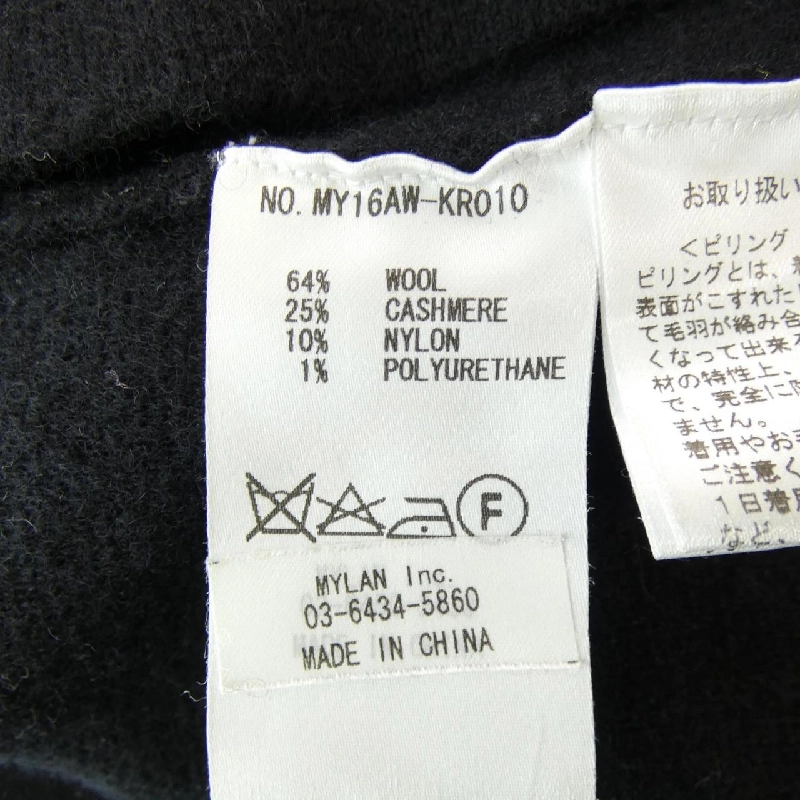 NO. MY16AW-KR010
64% WOOL
25% CASHMERE
10% NYLON
1% POLYURETHANE
F
MYLAN Inc.
03-6434-5860
MADE IN CHINA
お取り扱い
<ピリング
ピリングとは、
表面がこすれた
て毛羽が絡み合
くなって出来
材の特性上、
で、完全に
ません。
着用やお
ご注意く
1日着用
など、